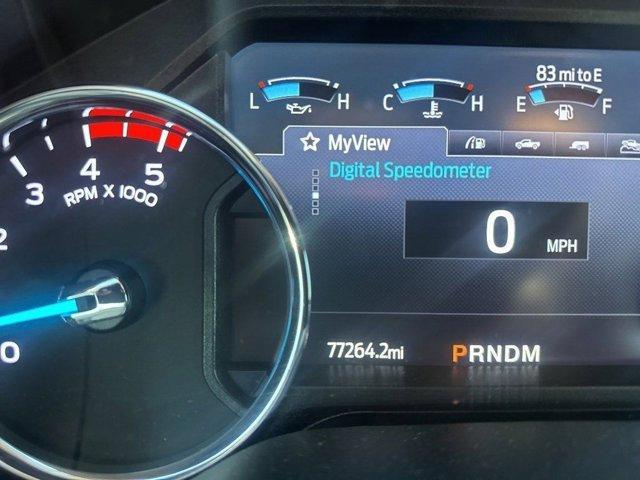 83 mi to E
L H
C H
E F
MyView
Digital Speedometer
0 MPH
77264.2mi
PRNDM
0
2
3
4
5
RPM X 1000